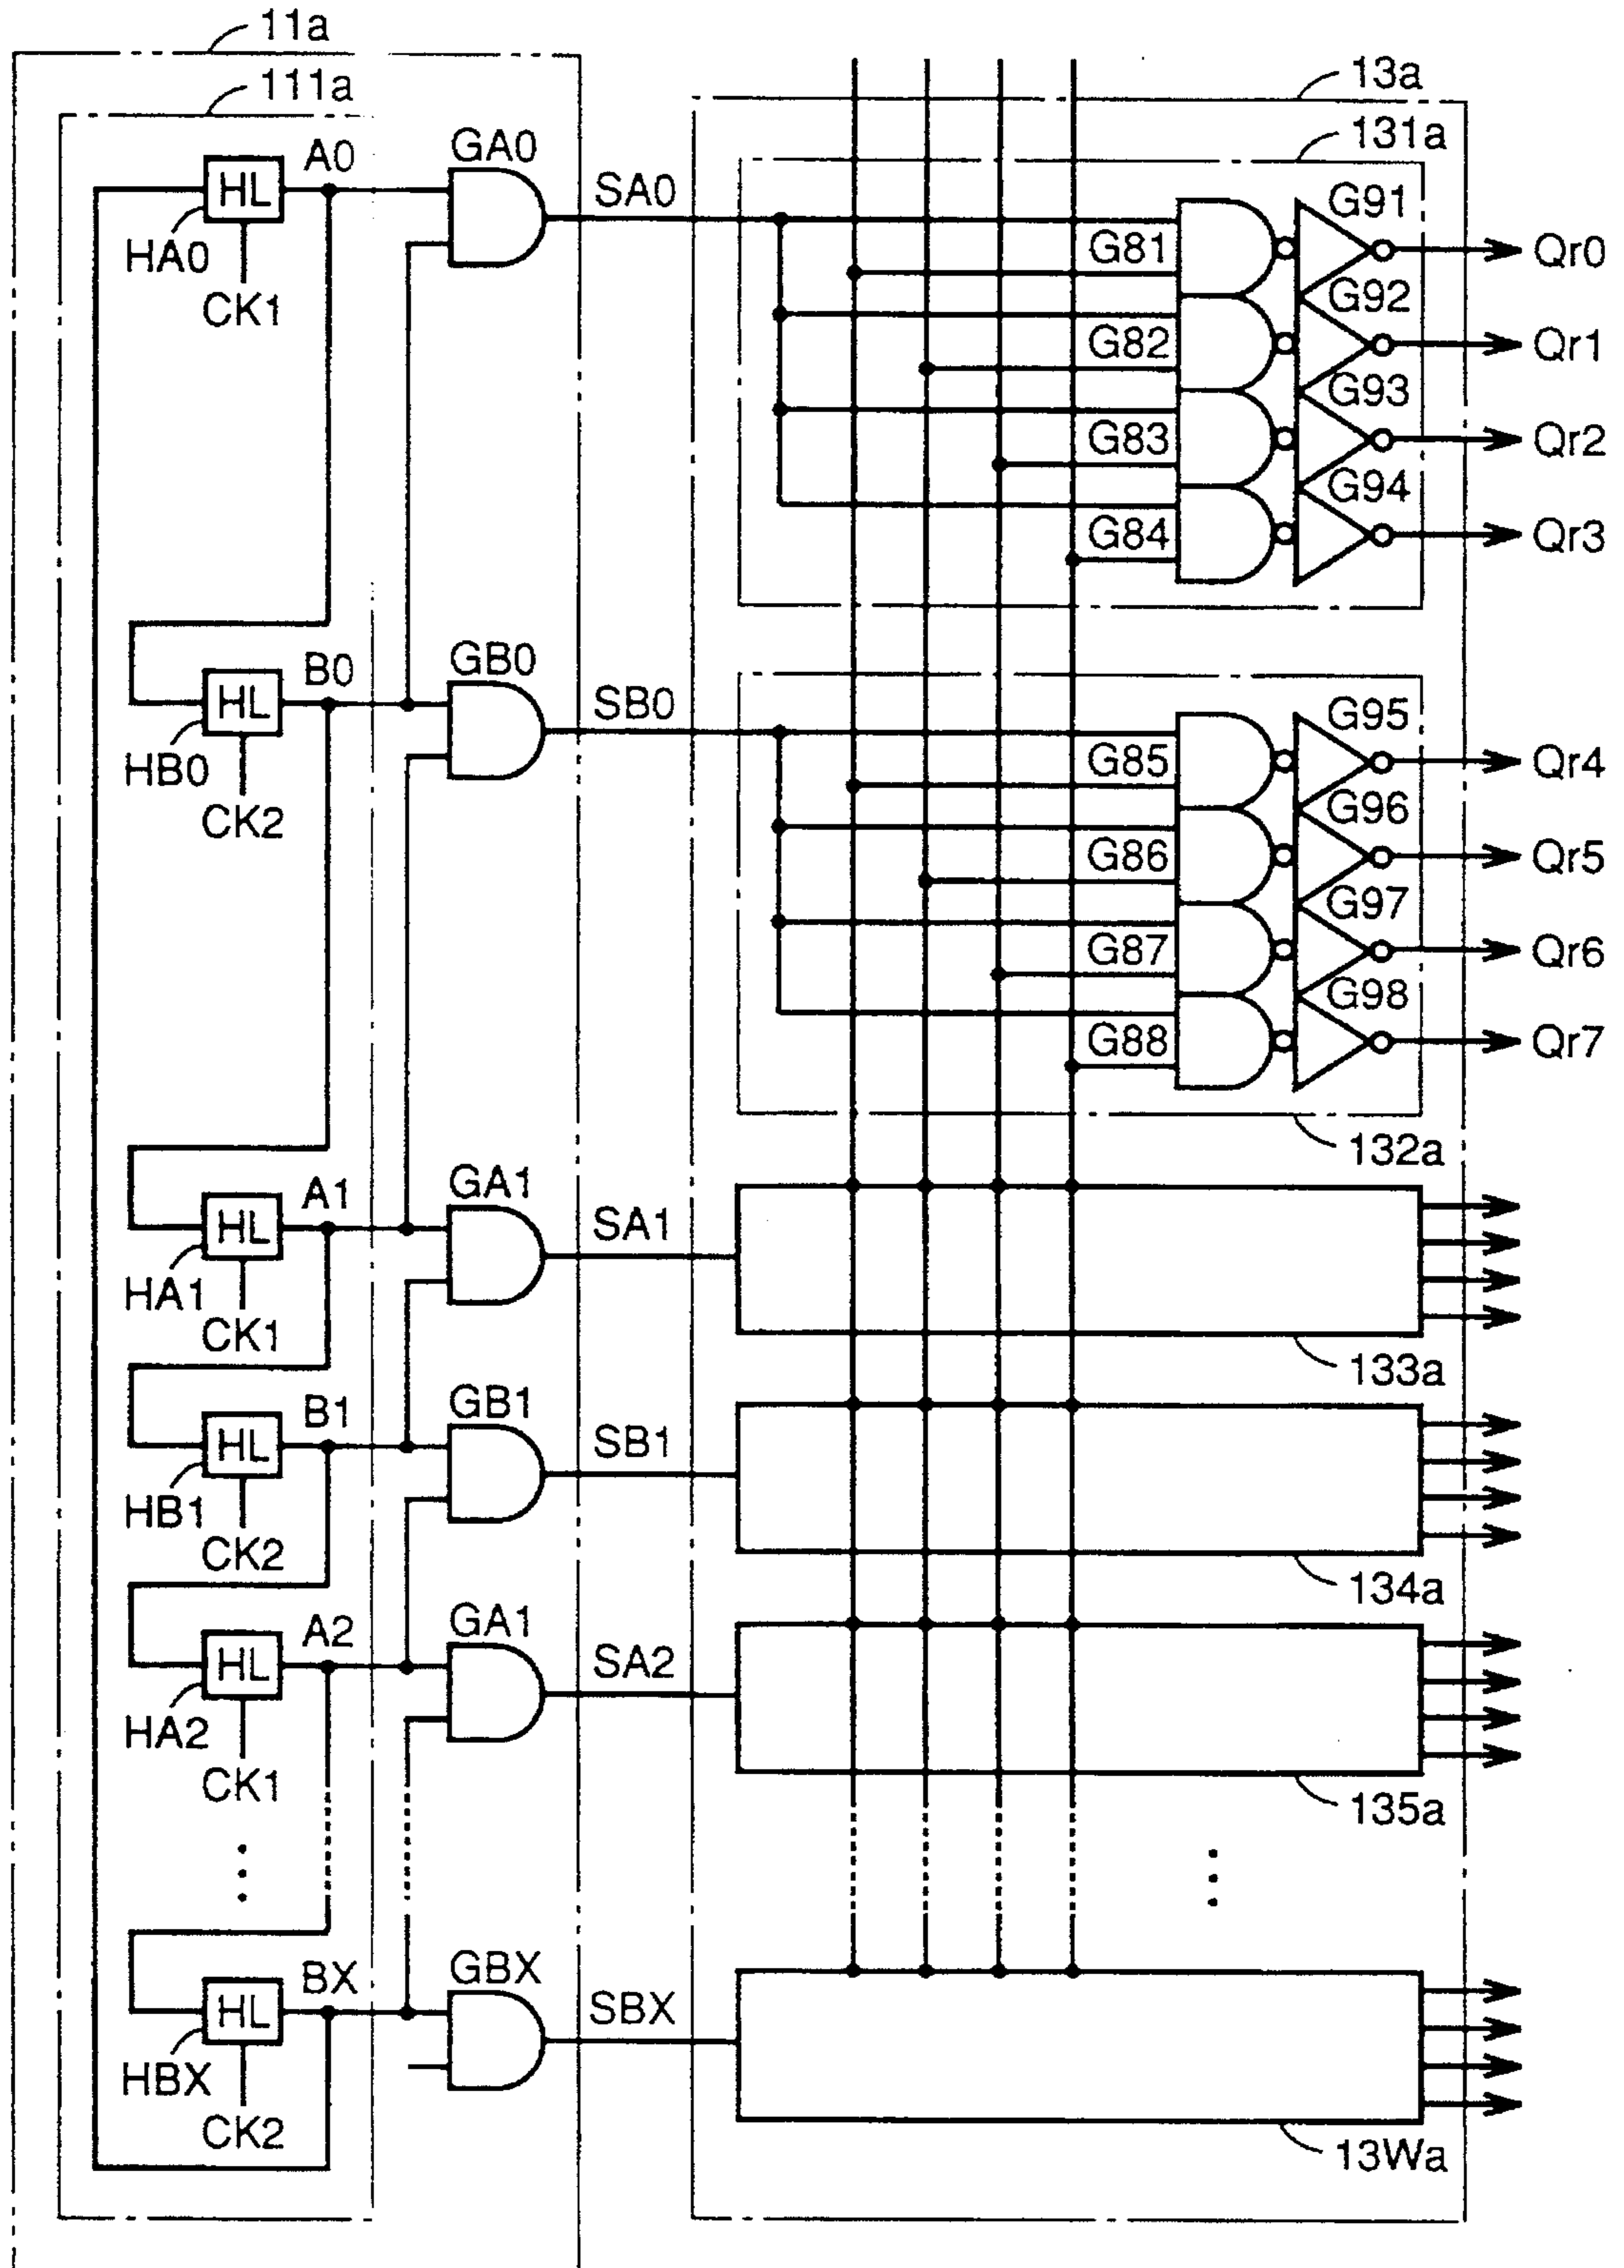 11a
111a
13a
131a
A0
GA0
SA0
HL
HA0
CK1
G91
G81
Qr0
G92
G82
Qr1
G93
G83
Qr2
G94
G84
Qr3
B0
GB0
SB0
HL
HB0
CK2
G95
G85
Qr4
G96
G86
Qr5
G97
G87
Qr6
G98
G88
Qr7
132a
A1
GA1
SA1
HL
HA1
CK1
133a
B1
GB1
SB1
HL
HB1
CK2
134a
A2
GA1
SA2
HL
HA2
CK1
135a
BX
GBX
SBX
HL
HBX
CK2
13Wa